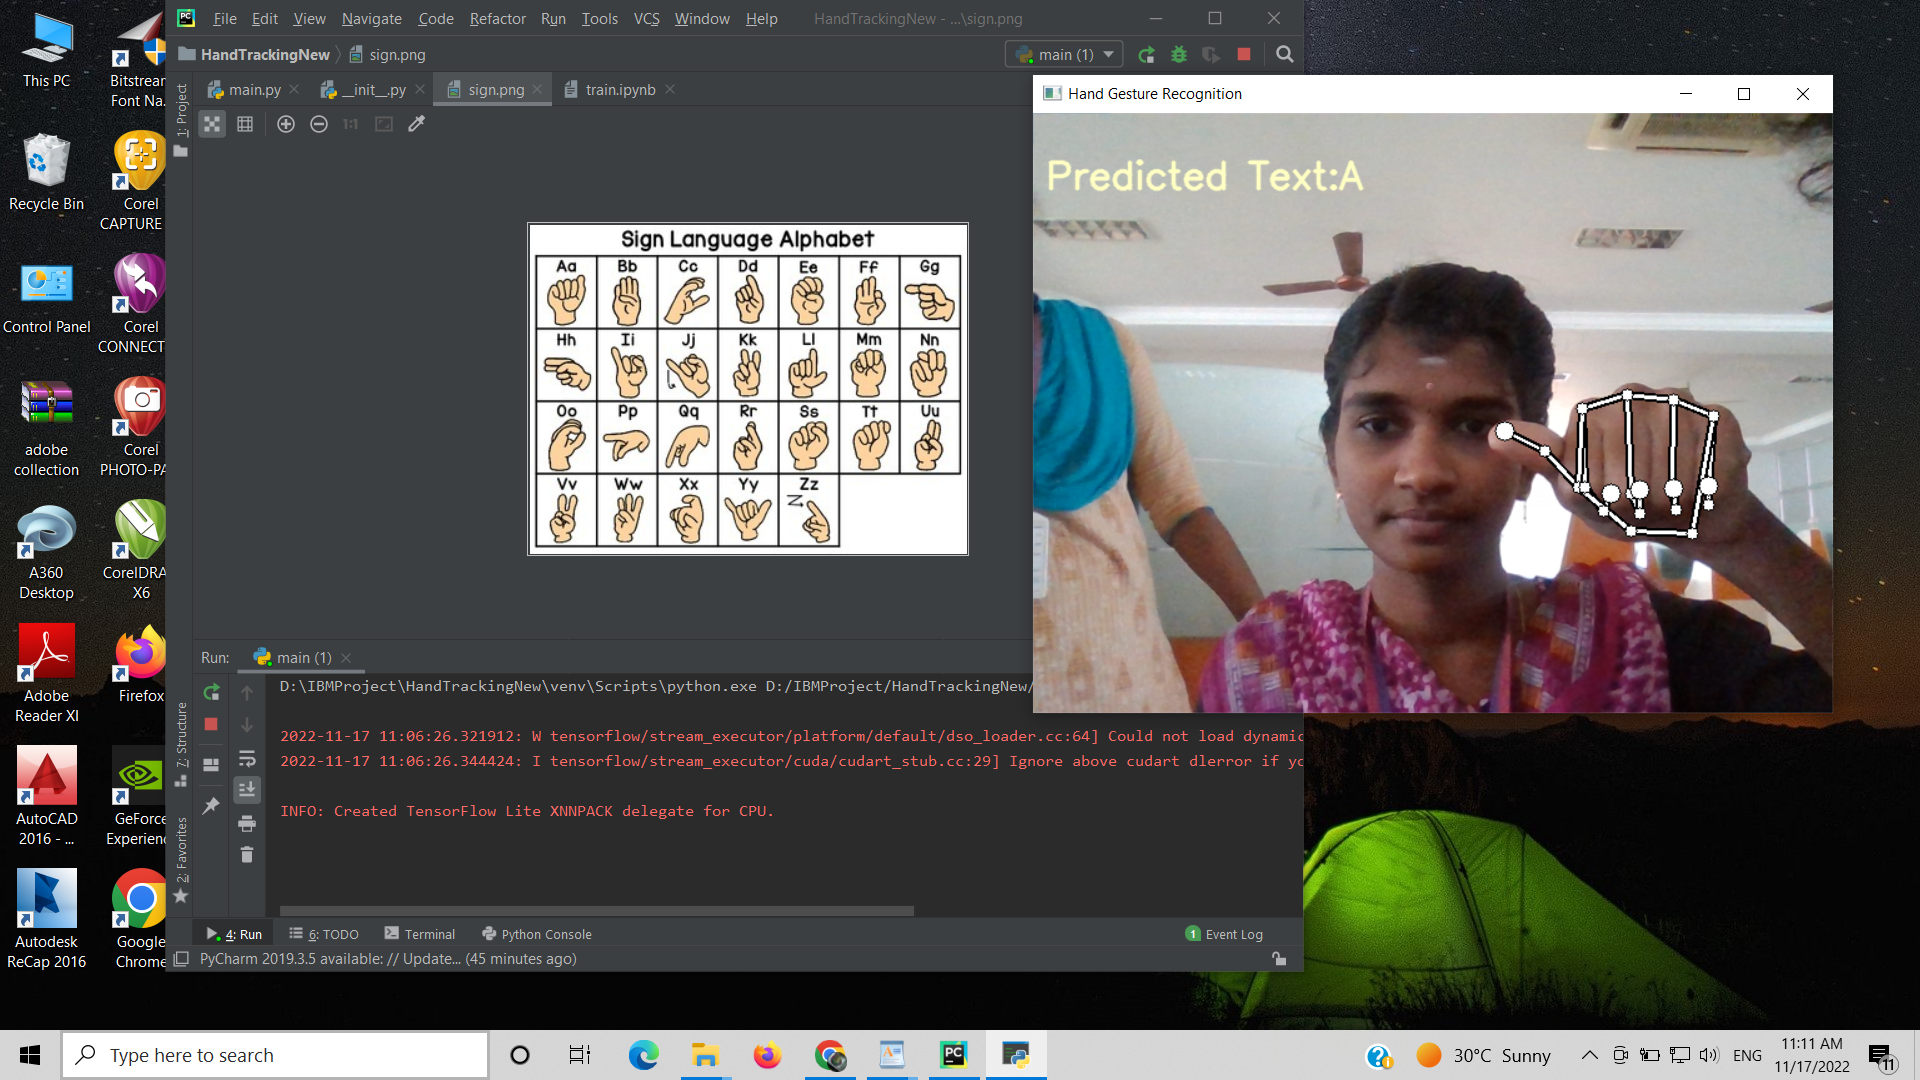 This PC
Bitstream
Font Na...
Recycle Bin
Corel
CAPTURE
Control Panel
Corel
CONNECT
adobe
collection
Corel
PHOTO-PA
A360
Desktop
CorelDRA
X6
Adobe
Reader XI
Firefox
AutoCAD
2016 - ...
GeForce
Experienc
Autodesk
ReCap 2016
Google
Chrome
File Edit View Navigate Code Refactor Run Tools VCS Window Help HandTrackingNew - ...\sign.png
HandTrackingNew sign.png main (1)
main.py __init__.py sign.png train.ipynb
1: Project
1:1
Sign Language Alphabet
Aa Bb Cc Dd Ee Ff Gg
Hh Ii Jj Kk Ll Mm Nn
Oo Pp Qq Rr Ss Tt Uu
Vv Ww Xx Yy Zz
Z
Hand Gesture Recognition
Predicted Text:A
Run: main (1)
D:\IBMProject\HandTrackingNew\venv\Scripts\python.exe D:/IBMProject/HandTrackingNew/
2022-11-17 11:06:26.321912: W tensorflow/stream_executor/platform/default/dso_loader.cc:64] Could not load dynamic
2022-11-17 11:06:26.344424: I tensorflow/stream_executor/cuda/cudart_stub.cc:29] Ignore above cudart dlerror if yo
INFO: Created TensorFlow Lite XNNPACK delegate for CPU.
7: Structure
2: Favorites
4: Run 6: TODO Terminal Python Console 1 Event Log
PyCharm 2019.3.5 available: // Update... (45 minutes ago)
Type here to search
30°C Sunny
ENG
11:11 AM
11/17/2022
11